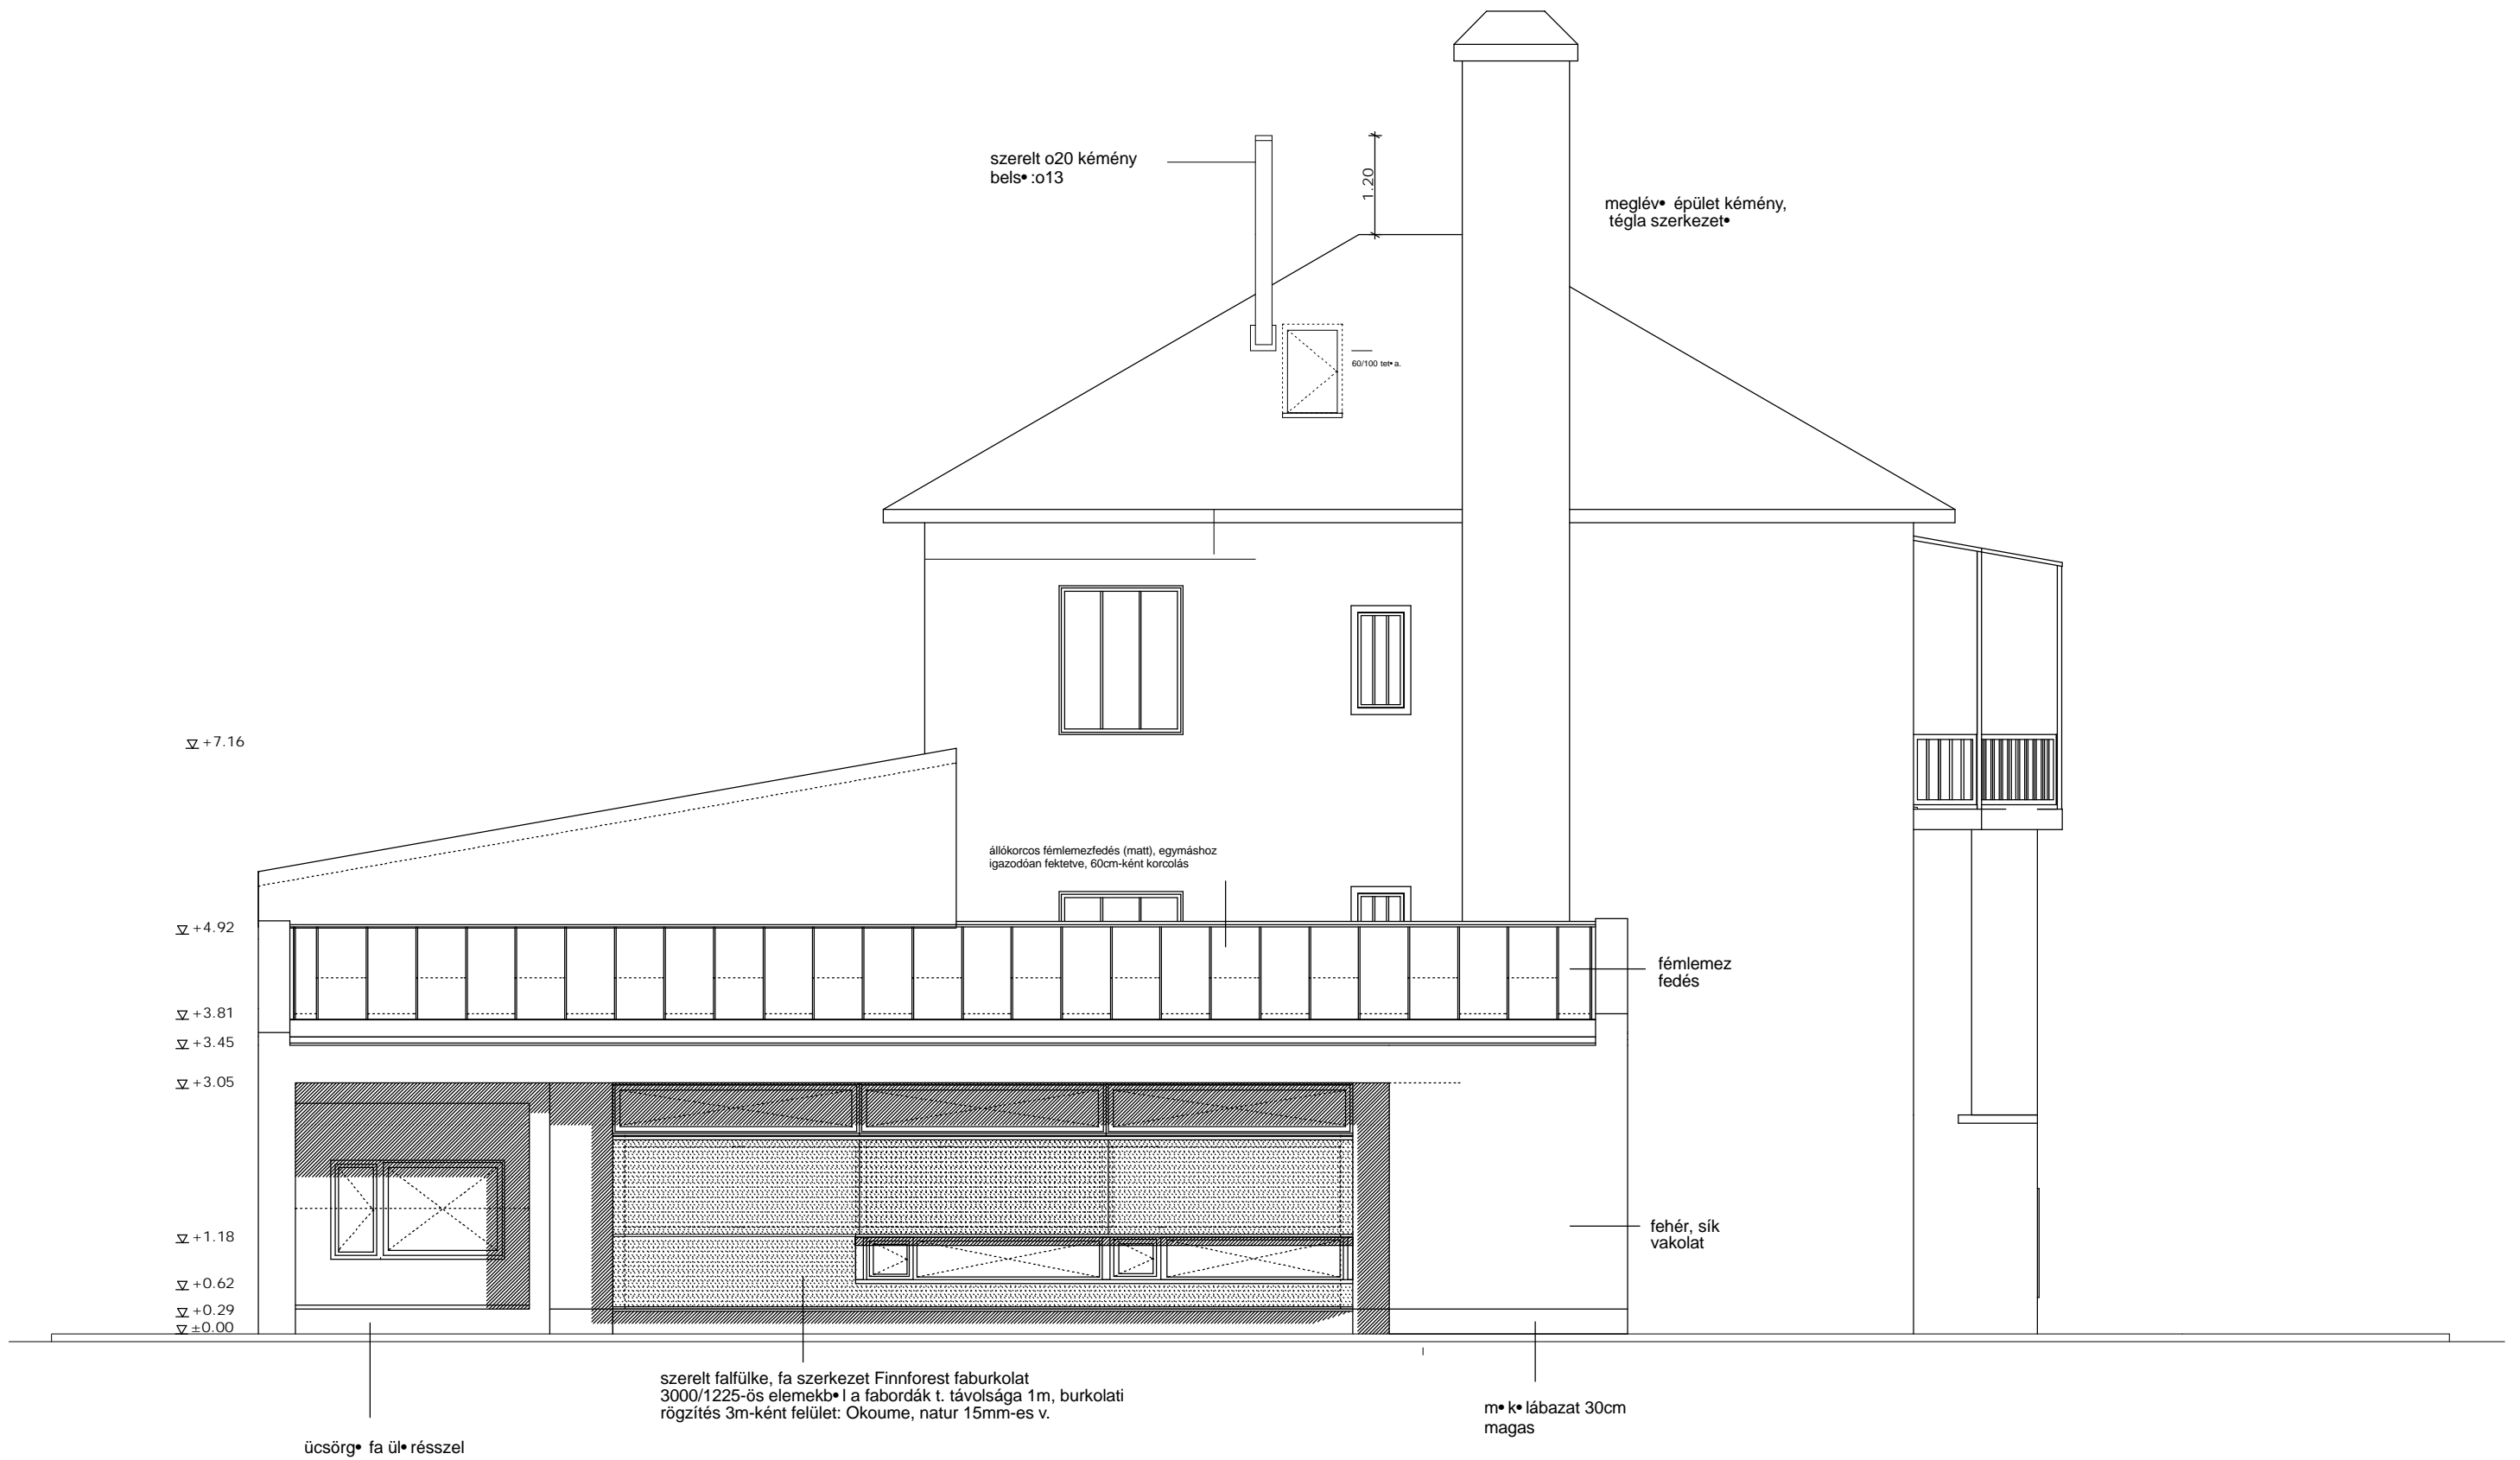 szerelt o20 kémény
bels• :o13
1.20
meglév• épület kémény,
tégla szerkezet•
60/100 tet• a.
+7.16
állókorcos fémlemezfedés (matt), egymáshoz
igazodóan fektetve, 60cm-ként korcolás
+4.92
fémlemez
fedés
+3.81
+3.45
+3.05
fehér, sík
vakolat
+1.18
+0.62
+0.29
±0.00
szerelt falfülke, fa szerkezet Finnforest faburkolat
3000/1225-ös elemekb• l a fabordák t. távolsága 1m, burkolati
rögzítés 3m-ként felület: Okoume, natur 15mm-es v.
m• k• lábazat 30cm
magas
ücsörg• fa ül• résszel